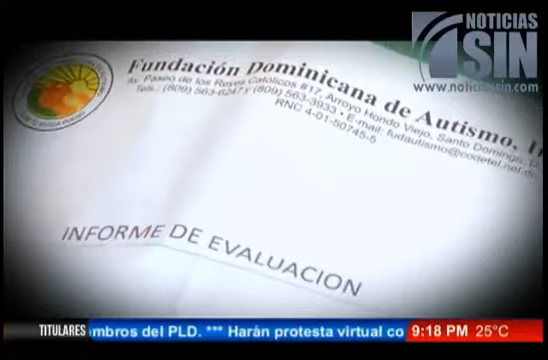 NOTICIAS
SIN
www.noticiassin.com
Fundación Dominicana de Autismo,
Av. Paseo de los Reyes Católicos #17, Arroyo Hondo Viejo, Santo Domingo,
Tels.: (809) 563-6247 y (809) 563-3933 • E-mail: fudautismo@codetel.net.do
RNC 4-01-50745-5
INFORME DE EVALUACION
TITULARES mbros del PLD. *** Harán protesta virtual co 9:18 PM 25°C